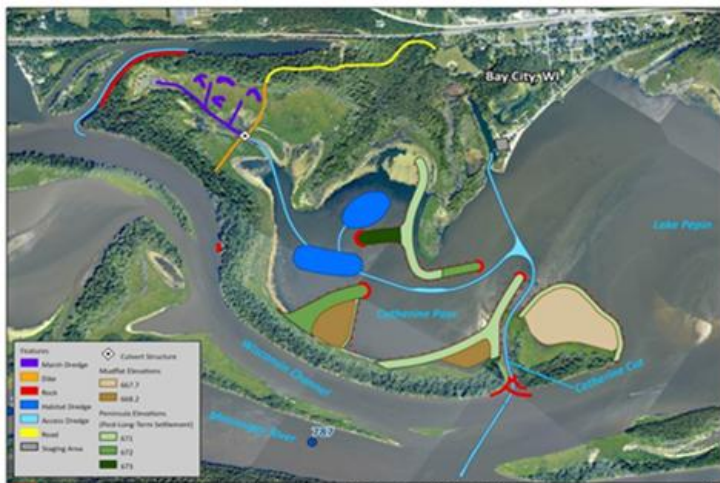 Bay City, WI
Lake Pepin
Catherine Pass
Wisconsin Channel
Catherine Cut
Mississippi River
787
Features
Marsh Dredge
Dike
Rock
Habitat Dredge
Access Dredge
Road
Staging Area
Culvert Structure
Mudflat Elevations
667.7
668.2
Peninsula Elevations
(Post-Long Term Settlement)
671
672
673